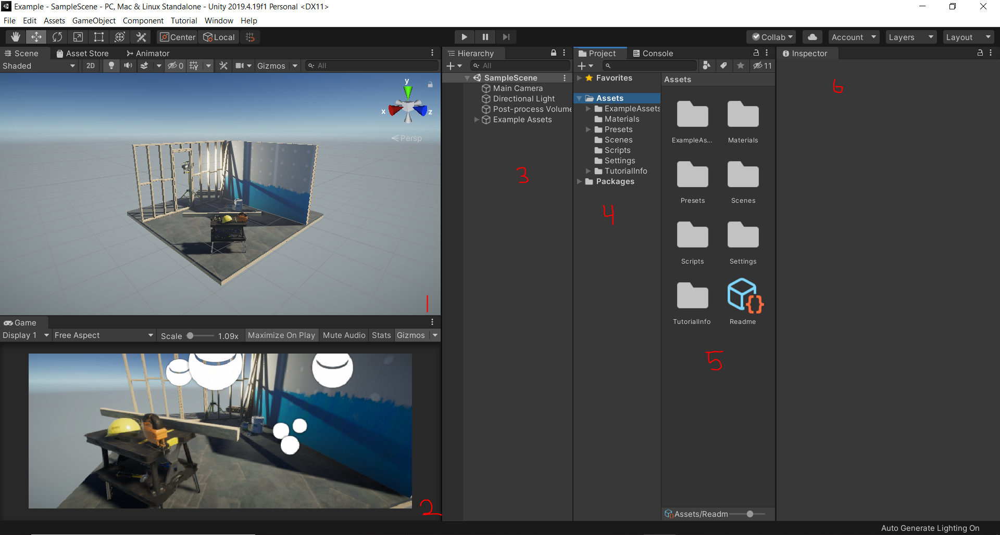 Example - SampleScene - PC, Mac & Linux Standalone - Unity 2019.4.19f1 Personal <DX11>
File Edit Assets GameObject Component Tutorial Window Help
Center Local Collab Account Layers Layout
Scene Asset Store Animator
Shaded 2D 0 Gizmos All
y
x
z
Persp
1
Game
Display 1 Free Aspect Scale 1.09x Maximize On Play Mute Audio Stats Gizmos
2
Hierarchy
All
SampleScene
Main Camera
Directional Light
Post-process Volume
Example Assets
3
Project Console
11
Favorites
Assets
ExampleAssets
Materials
Presets
Scenes
Scripts
Settings
TutorialInfo
Packages
4
Assets
ExampleAs... Materials
Presets Scenes
Scripts Settings
TutorialInfo Readme
5
Assets/Readm
Inspector
6
Auto Generate Lighting On